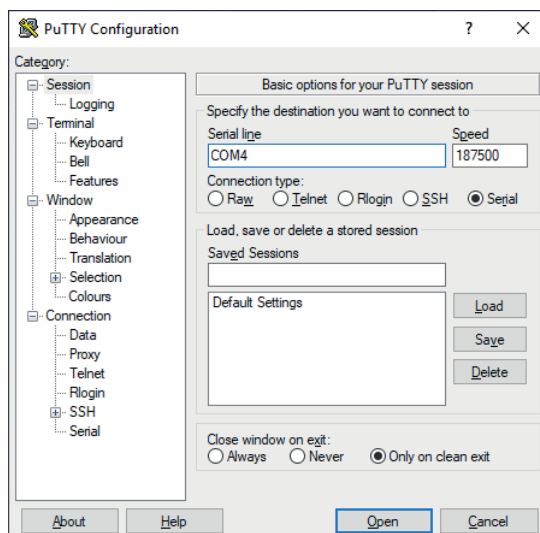 PuTTY Configuration
?
Category:
Session
Logging
Terminal
Keyboard
Bell
Features
Window
Appearance
Behaviour
Translation
Selection
Colours
Connection
Data
Proxy
Telnet
Rlogin
SSH
Serial
Basic options for your PuTTY session
Specify the destination you want to connect to
Serial line Speed
COM4 187500
Connection type:
Raw Telnet Rlogin SSH Serial
Load, save or delete a stored session
Saved Sessions
Default Settings
Load
Save
Delete
Close window on exit:
Always Never Only on clean exit
About Help Open Cancel